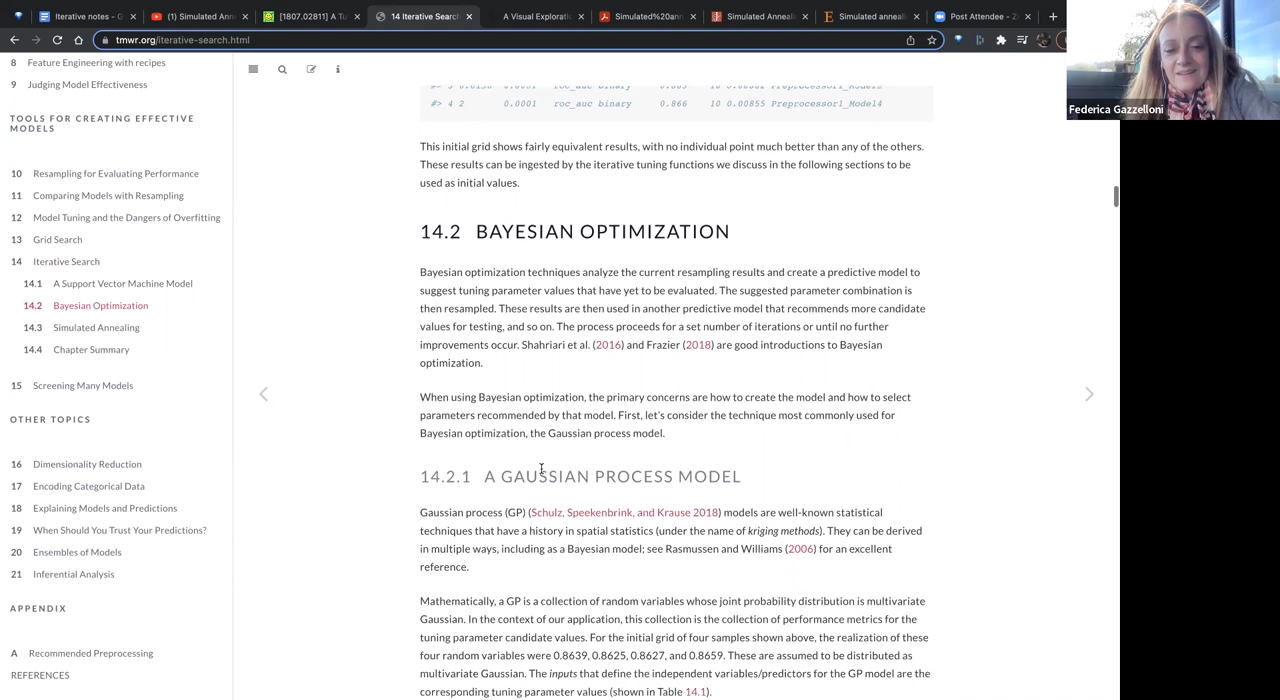 Iterative notes - G
(1) Simulated Ann
[1807.02811] A Tu
14 Iterative Search
A Visual Exploratio
Simulated%20ann
Simulated Anneali
Simulated anneal
Post Attendee - Z
tmwr.org/iterative-search.html
Federica Gazzelloni
8 Feature Engineering with recipes
9 Judging Model Effectiveness
TOOLS FOR CREATING EFFECTIVE
MODELS
10 Resampling for Evaluating Performance
11 Comparing Models with Resampling
12 Model Tuning and the Dangers of Overfitting
13 Grid Search
14 Iterative Search
14.1 A Support Vector Machine Model
14.2 Bayesian Optimization
14.3 Simulated Annealing
14.4 Chapter Summary
15 Screening Many Models
OTHER TOPICS
16 Dimensionality Reduction
17 Encoding Categorical Data
18 Explaining Models and Predictions
19 When Should You Trust Your Predictions?
20 Ensembles of Models
21 Inferential Analysis
APPENDIX
A Recommended Preprocessing
REFERENCES
#> 4 2 0.0001 roc_auc binary 0.866 10 0.00855 Preprocessor1_Model4
This initial grid shows fairly equivalent results, with no individual point much better than any of the others.
These results can be ingested by the iterative tuning functions we discuss in the following sections to be
used as initial values.
14.2 BAYESIAN OPTIMIZATION
Bayesian optimization techniques analyze the current resampling results and create a predictive model to
suggest tuning parameter values that have yet to be evaluated. The suggested parameter combination is
then resampled. These results are then used in another predictive model that recommends more candidate
values for testing, and so on. The process proceeds for a set number of iterations or until no further
improvements occur. Shahriari et al. (2016) and Frazier (2018) are good introductions to Bayesian
optimization.
When using Bayesian optimization, the primary concerns are how to create the model and how to select
parameters recommended by that model. First, let's consider the technique most commonly used for
Bayesian optimization, the Gaussian process model.
14.2.1 A GAUSSIAN PROCESS MODEL
Gaussian process (GP) (Schulz, Speekenbrink, and Krause 2018) models are well-known statistical
techniques that have a history in spatial statistics (under the name of kriging methods). They can be derived
in multiple ways, including as a Bayesian model; see Rasmussen and Williams (2006) for an excellent
reference.
Mathematically, a GP is a collection of random variables whose joint probability distribution is multivariate
Gaussian. In the context of our application, this collection is the collection of performance metrics for the
tuning parameter candidate values. For the initial grid of four samples shown above, the realization of these
four random variables were 0.8639, 0.8625, 0.8627, and 0.8659. These are assumed to be distributed as
multivariate Gaussian. The inputs that define the independent variables/predictors for the GP model are the
corresponding tuning parameter values (shown in Table 14.1).